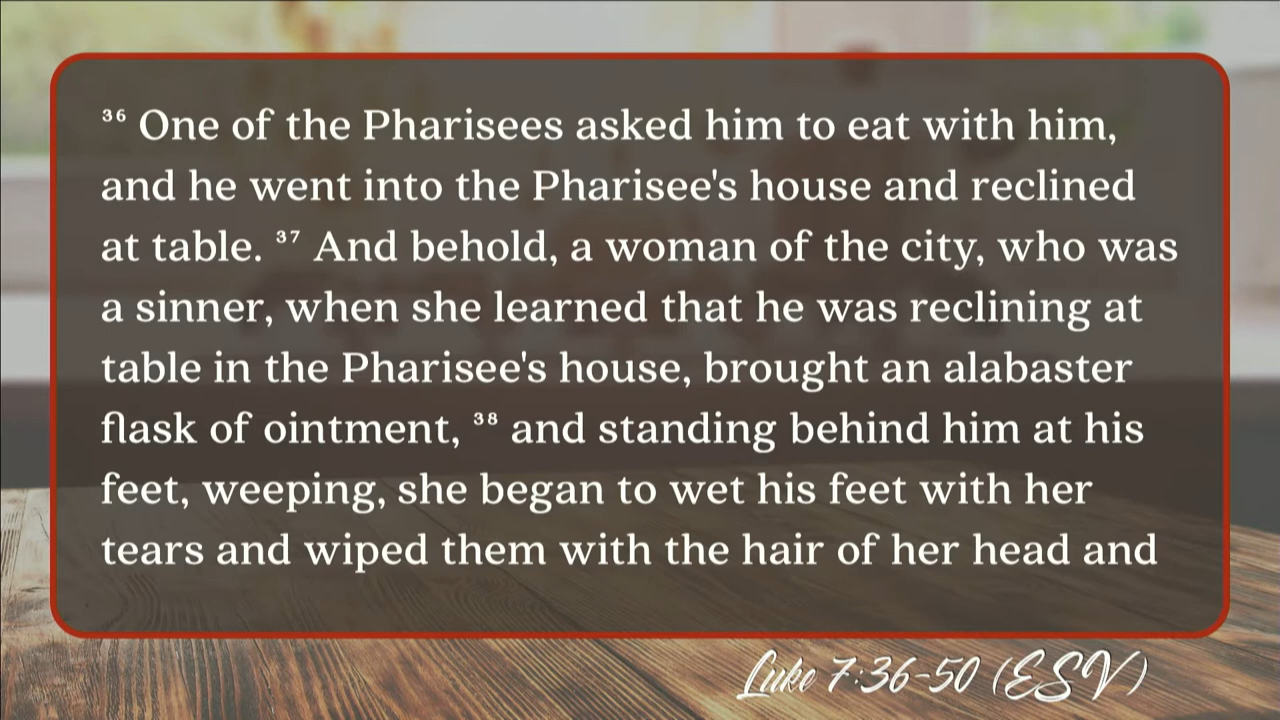 ³⁶ One of the Pharisees asked him to eat with him,
and he went into the Pharisee's house and reclined
at table. ³⁷ And behold, a woman of the city, who was
a sinner, when she learned that he was reclining at
table in the Pharisee's house, brought an alabaster
flask of ointment, ³⁸ and standing behind him at his
feet, weeping, she began to wet his feet with her
tears and wiped them with the hair of her head and
Luke 7:36-50 (ESV)